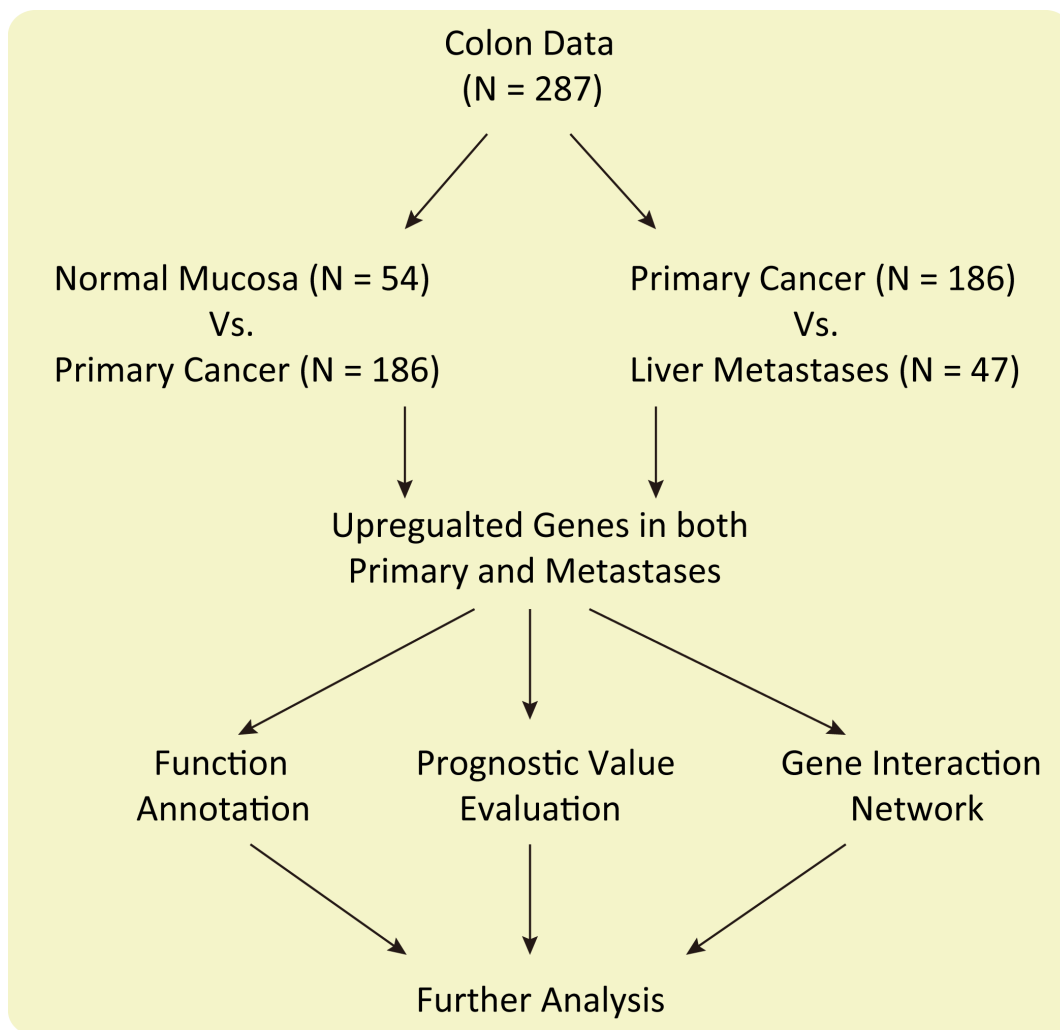 Colon Data
(N = 287)
Normal Mucosa (N = 54)
Vs.
Primary Cancer (N = 186)
Primary Cancer (N = 186)
Vs.
Liver Metastases (N = 47)
Upregualted Genes in both
Primary and Metastases
Function
Annotation
Prognostic Value
Evaluation
Gene Interaction
Network
Further Analysis